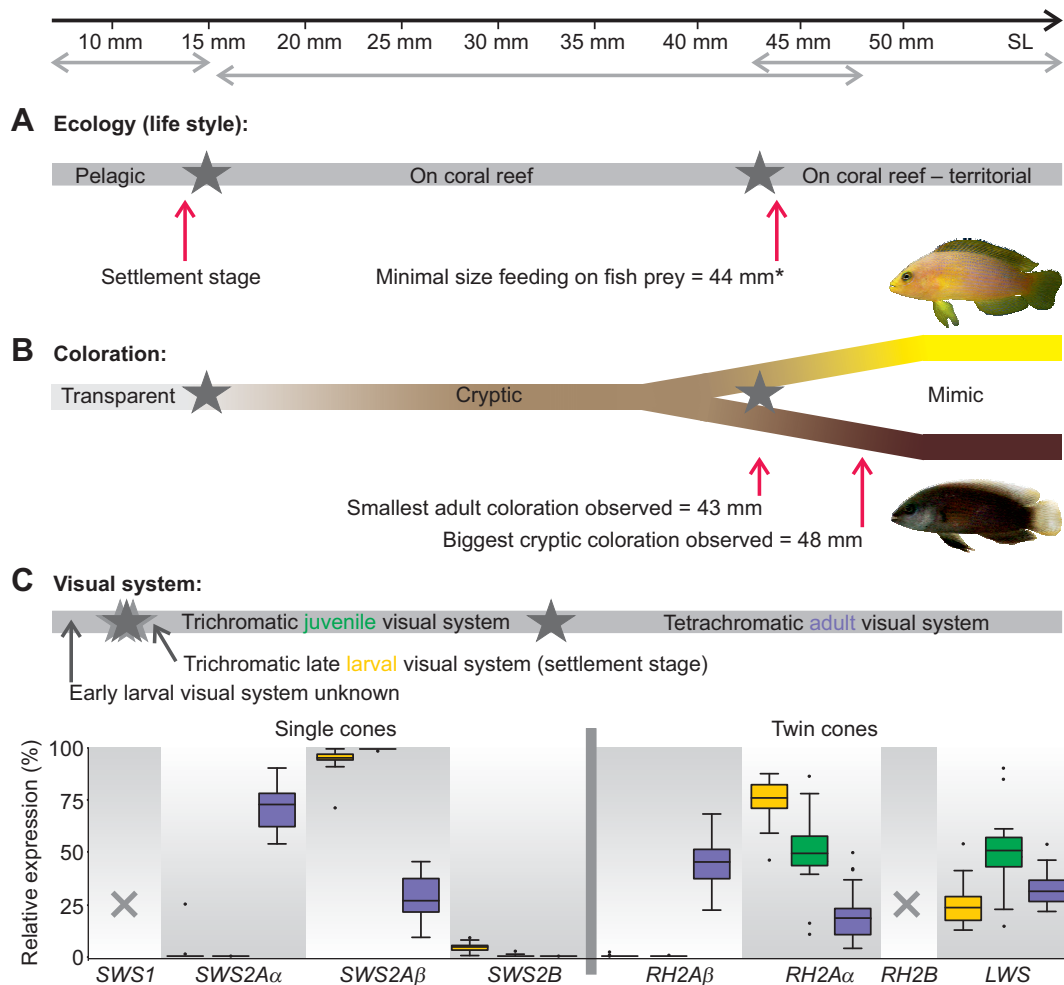 10 mm 15 mm 20 mm 25 mm 30 mm 35 mm 40 mm 45 mm 50 mm SL
A Ecology (life style):
Pelagic On coral reef On coral reef – territorial
Settlement stage Minimal size feeding on fish prey = 44 mm*
B Coloration:
Transparent Cryptic Mimic
Smallest adult coloration observed = 43 mm
Biggest cryptic coloration observed = 48 mm
C Visual system:
Trichromatic juvenile visual system Tetrachromatic adult visual system
Trichromatic late larval visual system (settlement stage)
Early larval visual system unknown
Single cones Twin cones
Relative expression (%)
100
75
50
25
0
SWS1 SWS2Aα SWS2Aβ SWS2B RH2Aβ RH2Aα RH2B LWS